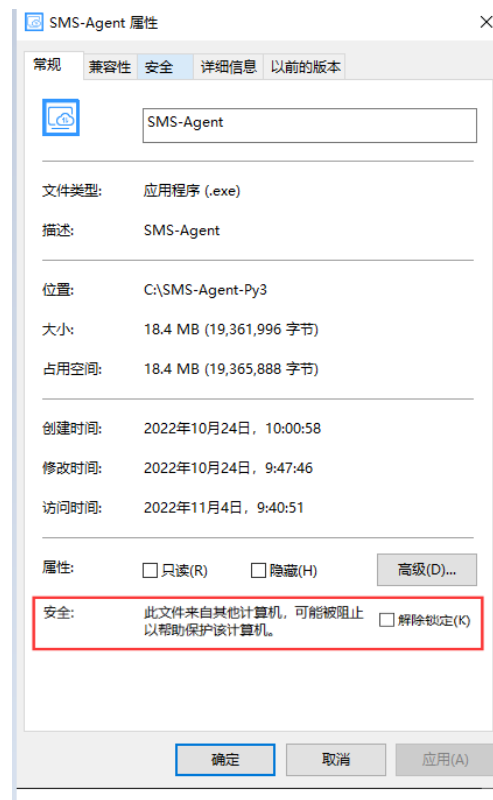 SMS-Agent 属性
常规 兼容性 安全 详细信息 以前的版本
SMS-Agent
文件类型: 应用程序 (.exe)
描述: SMS-Agent
位置: C:\SMS-Agent-Py3
大小: 18.4 MB (19,361,996 字节)
占用空间: 18.4 MB (19,365,888 字节)
创建时间: 2022年10月24日，10:00:58
修改时间: 2022年10月24日，9:47:46
访问时间: 2022年11月4日，9:40:51
属性: 只读(R) 隐藏(H) 高级(D)...
安全: 此文件来自其他计算机，可能被阻止 解除锁定(K)
以帮助保护该计算机。
确定 取消 应用(A)